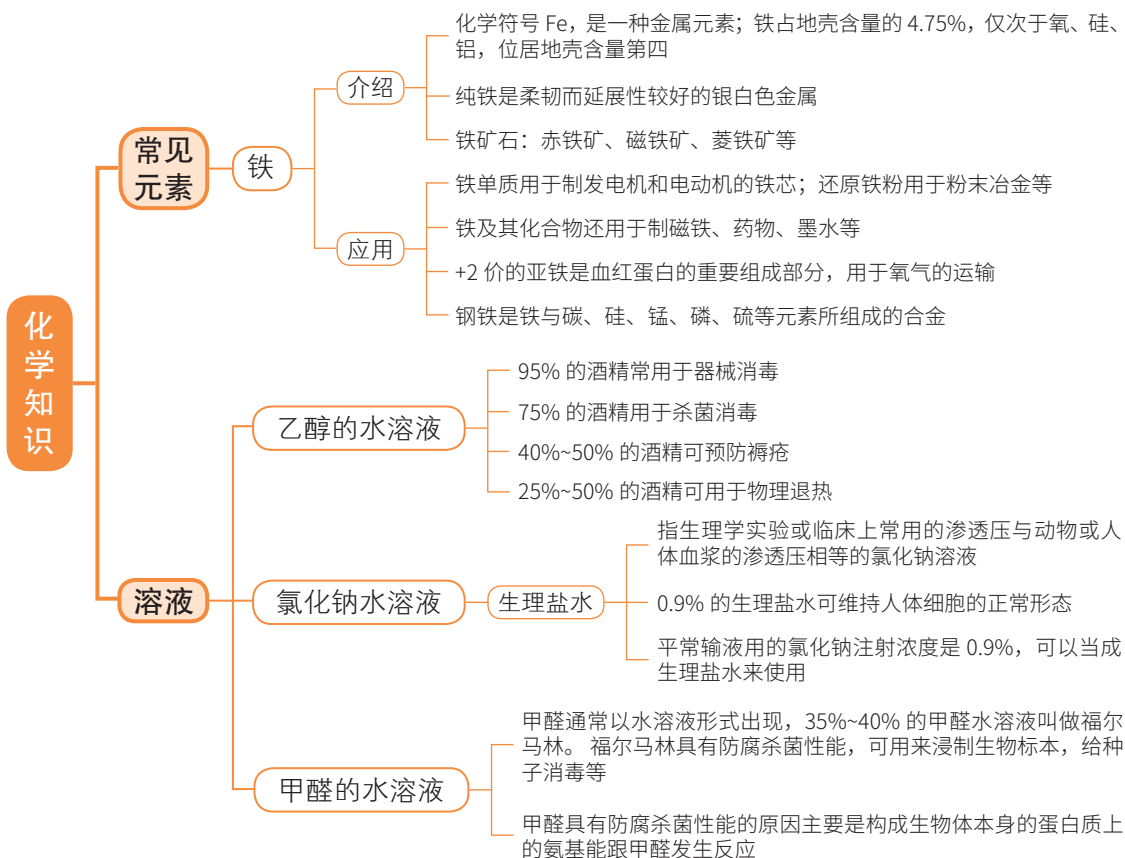 化学知识
常见
元素
铁
介绍
化学符号 Fe，是一种金属元素；铁占地壳含量的 4.75%，仅次于氧、硅、
铝，位居地壳含量第四
纯铁是柔韧而延展性较好的银白色金属
铁矿石：赤铁矿、磁铁矿、菱铁矿等
应用
铁单质用于制发电机和电动机的铁芯；还原铁粉用于粉末冶金等
铁及其化合物还用于制磁铁、药物、墨水等
+2 价的亚铁是血红蛋白的重要组成部分，用于氧气的运输
钢铁是铁与碳、硅、锰、磷、硫等元素所组成的合金
溶液
乙醇的水溶液
95% 的酒精常用于器械消毒
75% 的酒精用于杀菌消毒
40%~50% 的酒精可预防褥疮
25%~50% 的酒精可用于物理退热
氯化钠水溶液
生理盐水
指生理学实验或临床上常用的渗透压与动物或人
体血浆的渗透压相等的氯化钠溶液
0.9% 的生理盐水可维持人体细胞的正常形态
平常输液用的氯化钠注射浓度是 0.9%，可以当成
生理盐水来使用
甲醛的水溶液
甲醛通常以水溶液形式出现，35%~40% 的甲醛水溶液叫做福尔
马林。 福尔马林具有防腐杀菌性能，可用来浸制生物标本，给种
子消毒等
甲醛具有防腐杀菌性能的原因主要是构成生物体本身的蛋白质上
的氨基能跟甲醛发生反应